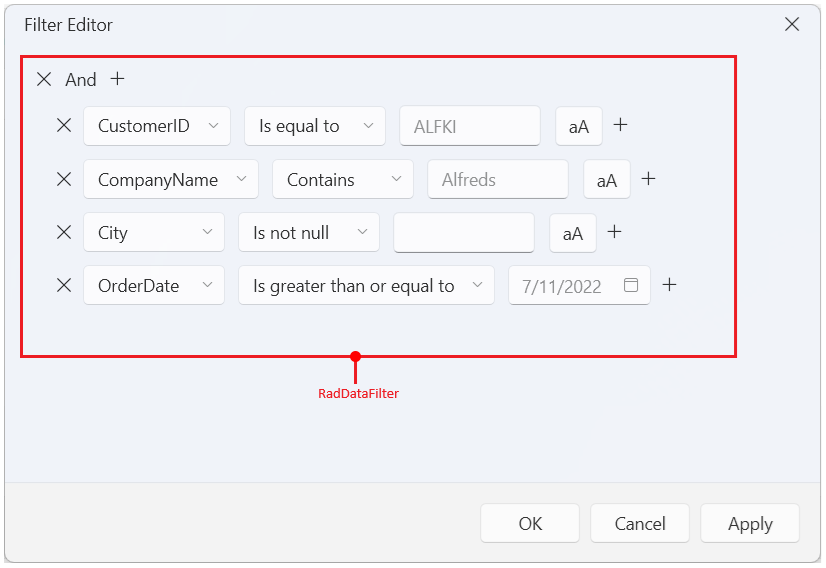 Filter Editor
And
CustomerID Is equal to ALFKI aA
CompanyName Contains Alfreds aA
City Is not null aA
OrderDate Is greater than or equal to 7/11/2022
RadDataFilter
OK Cancel Apply